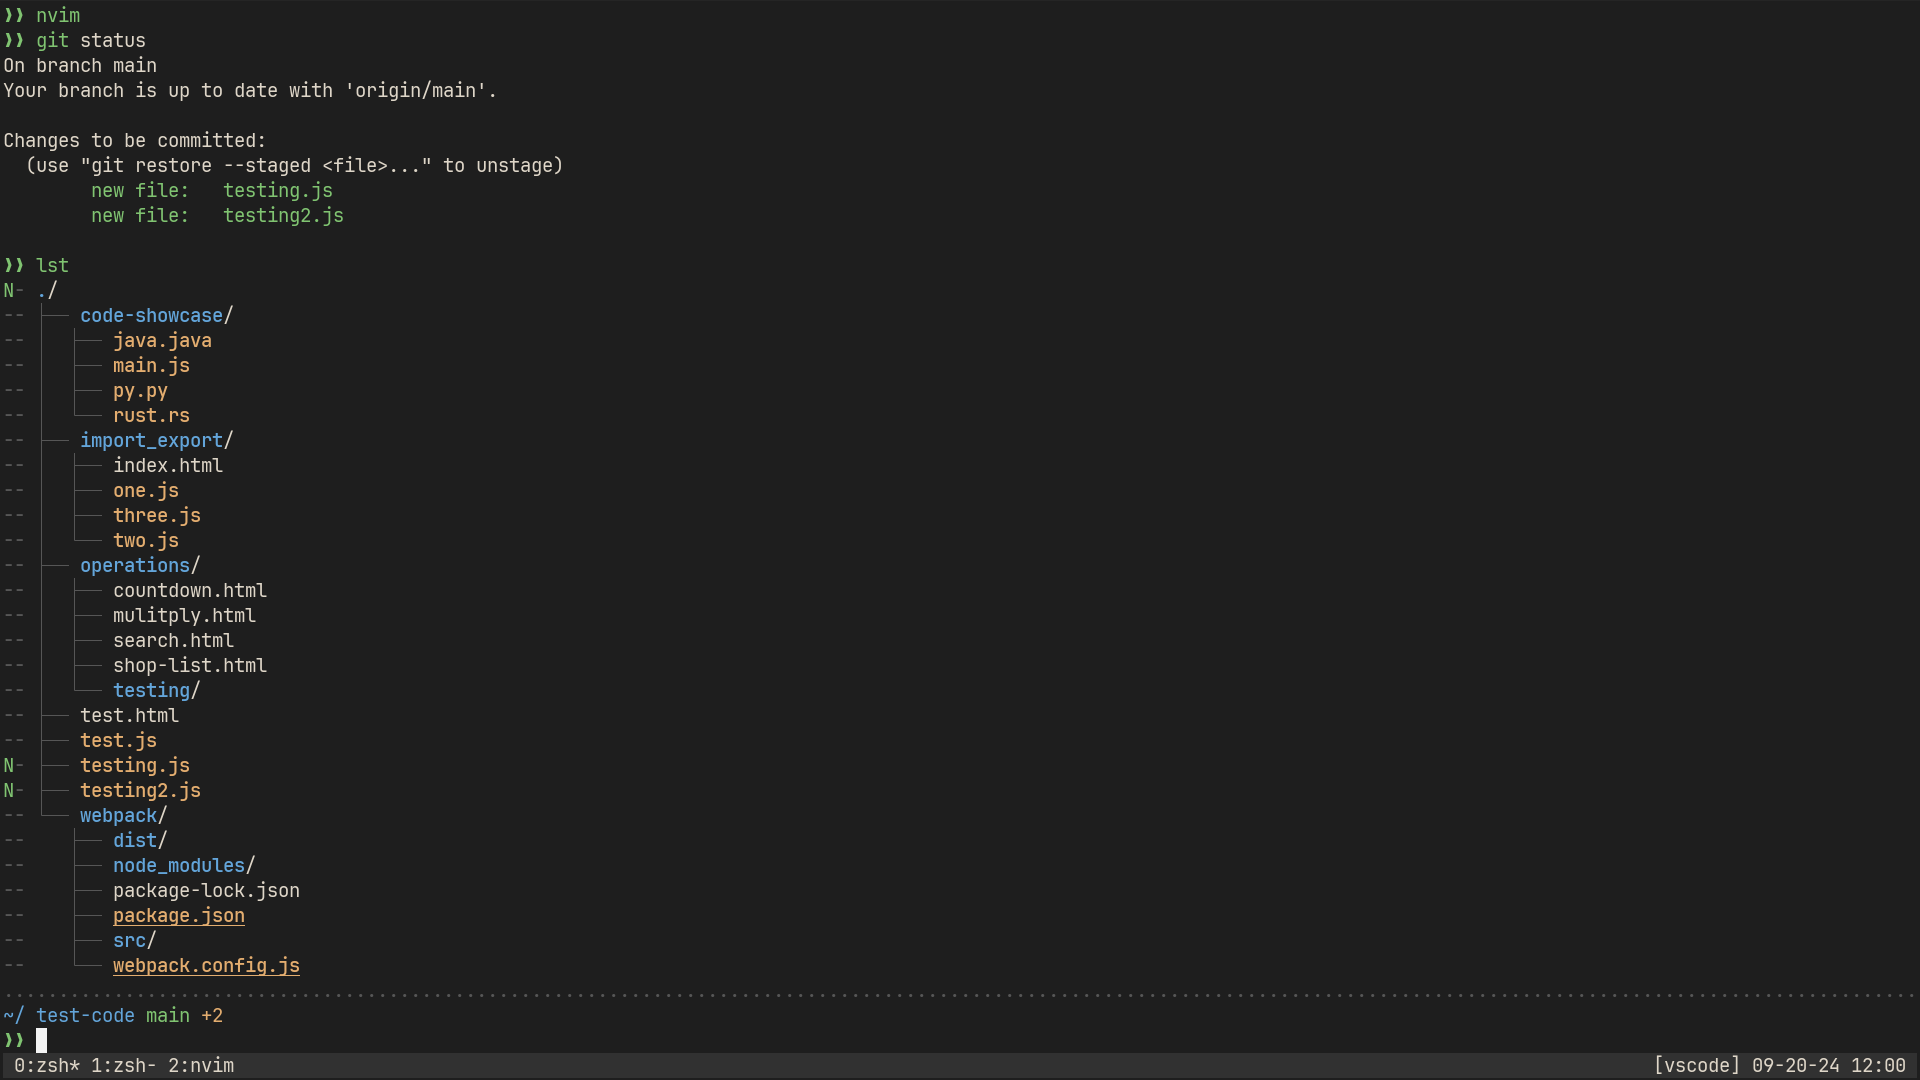 ❱❱ nvim
❱❱ git status
On branch main
Your branch is up to date with 'origin/main'.

Changes to be committed:
  (use "git restore --staged <file>..." to unstage)
        new file:   testing.js
        new file:   testing2.js

❱❱ lst
N- ./
-- ├── code-showcase/
-- │  ├── java.java
-- │  ├── main.js
-- │  ├── py.py
-- │  └── rust.rs
-- ├── import_export/
-- │  ├── index.html
-- │  ├── one.js
-- │  ├── three.js
-- │  └── two.js
-- ├── operations/
-- │  ├── countdown.html
-- │  ├── mulitply.html
-- │  ├── search.html
-- │  ├── shop-list.html
-- │  └── testing/
-- ├── test.html
-- ├── test.js
N- ├── testing.js
N- ├── testing2.js
-- └── webpack/
--    ├── dist/
--    ├── node_modules/
--    ├── package-lock.json
--    ├── package.json
--    ├── src/
--    └── webpack.config.js
~/ test-code main +2
❱❱
0:zsh* 1:zsh- 2:nvim [vscode] 09-20-24 12:00